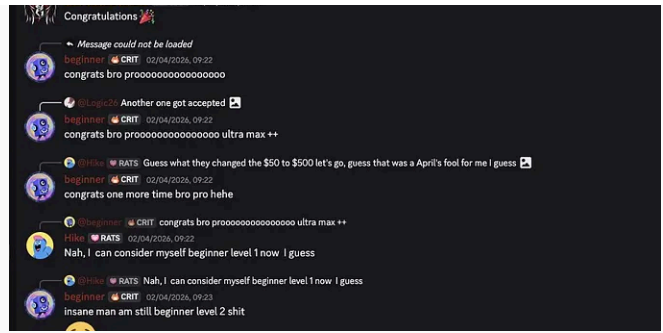 Congratulations 🎉
Message could not be loaded
beginner CRIT 02/04/2026, 09:22
congrats bro proooooooooooooooo
@Logic26 Another one got accepted
beginner CRIT 02/04/2026, 09:22
congrats bro prooooooooooooooo ultra max ++
@Hike RATS Guess what they changed the $50 to $500 let's go, guess that was a April's fool for me I guess
beginner CRIT 02/04/2026, 09:22
congrats one more time bro pro hehe
@beginner CRIT congrats bro prooooooooooooooo ultra max ++
Hike RATS 02/04/2026, 09:22
Nah, I can consider myself beginner level 1 now I guess
@Hike RATS Nah, I can consider myself beginner level 1 now I guess
beginner CRIT 02/04/2026, 09:23
insane man am still beginner level 2 shit